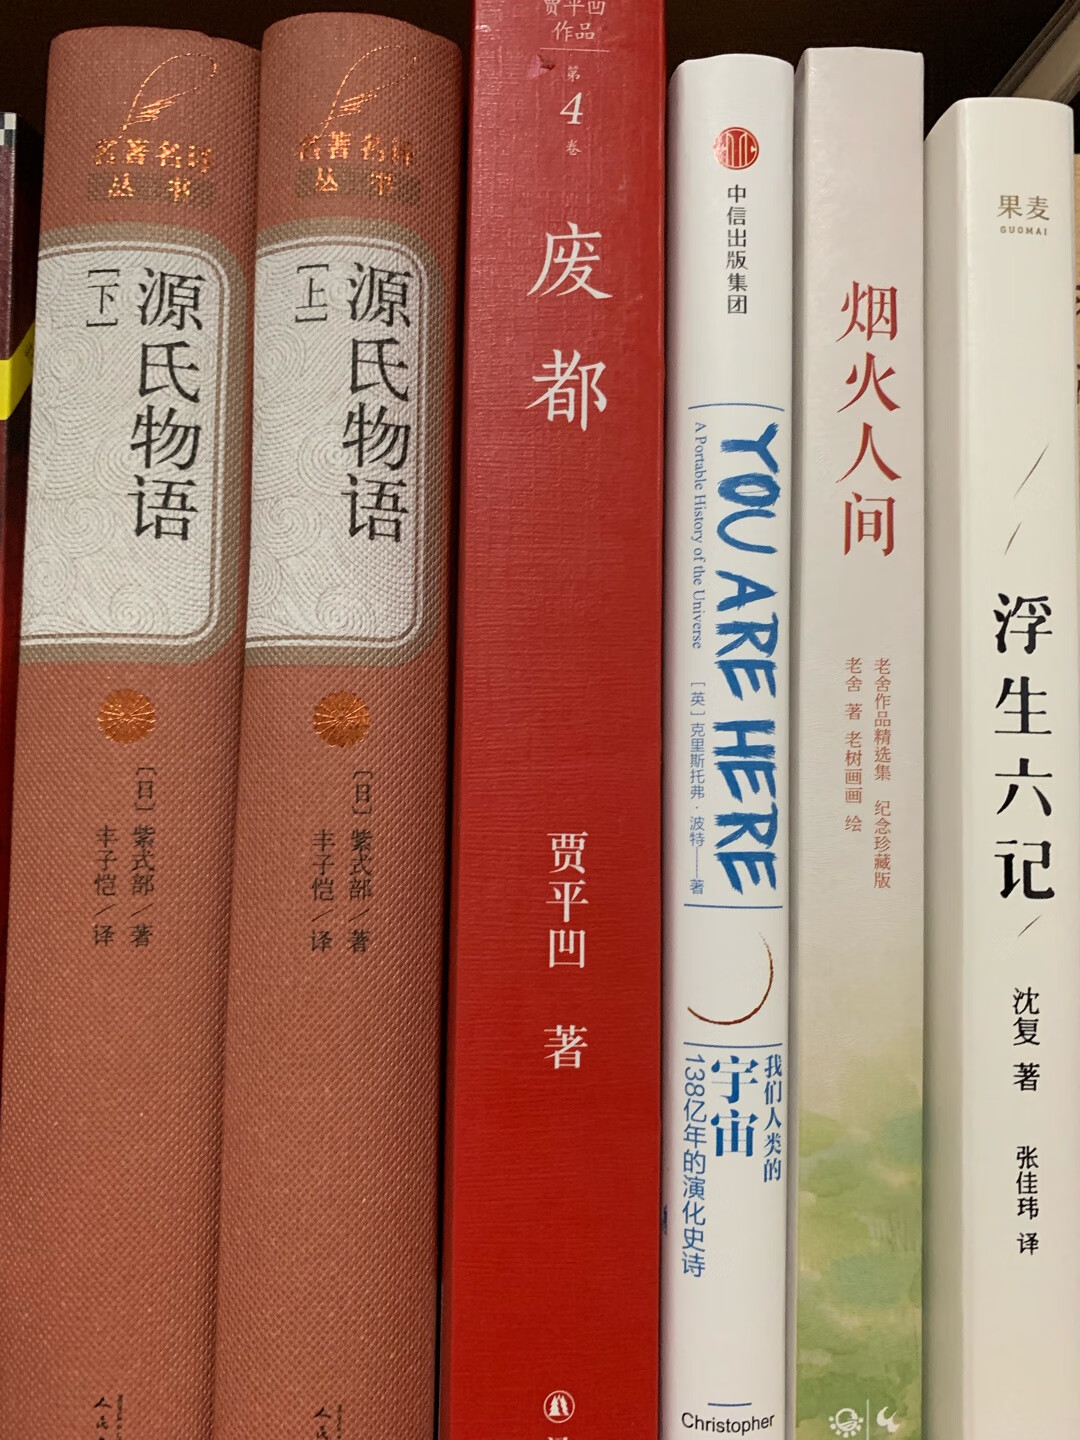 名著名译
丛书
源氏物语
[下]
[日]紫式部/著
丰子恺/译
人民
名著名译
丛书
源氏物语
[上]
[日]紫式部/著
丰子恺/译
人民
贾平凹
作品
第
4
卷
废都
贾平凹 著
中信出版集团
YOU ARE HERE
A Portable History of the Universe
[英]克里斯托弗·波特——著
我们人类的
宇宙
138亿年的演化史诗
Christopher
烟火人间
老舍作品精选集 纪念珍藏版
老舍 著 老树画画 绘
果麦
GUOMAI
浮生六记
沈复 著
张佳玮 译